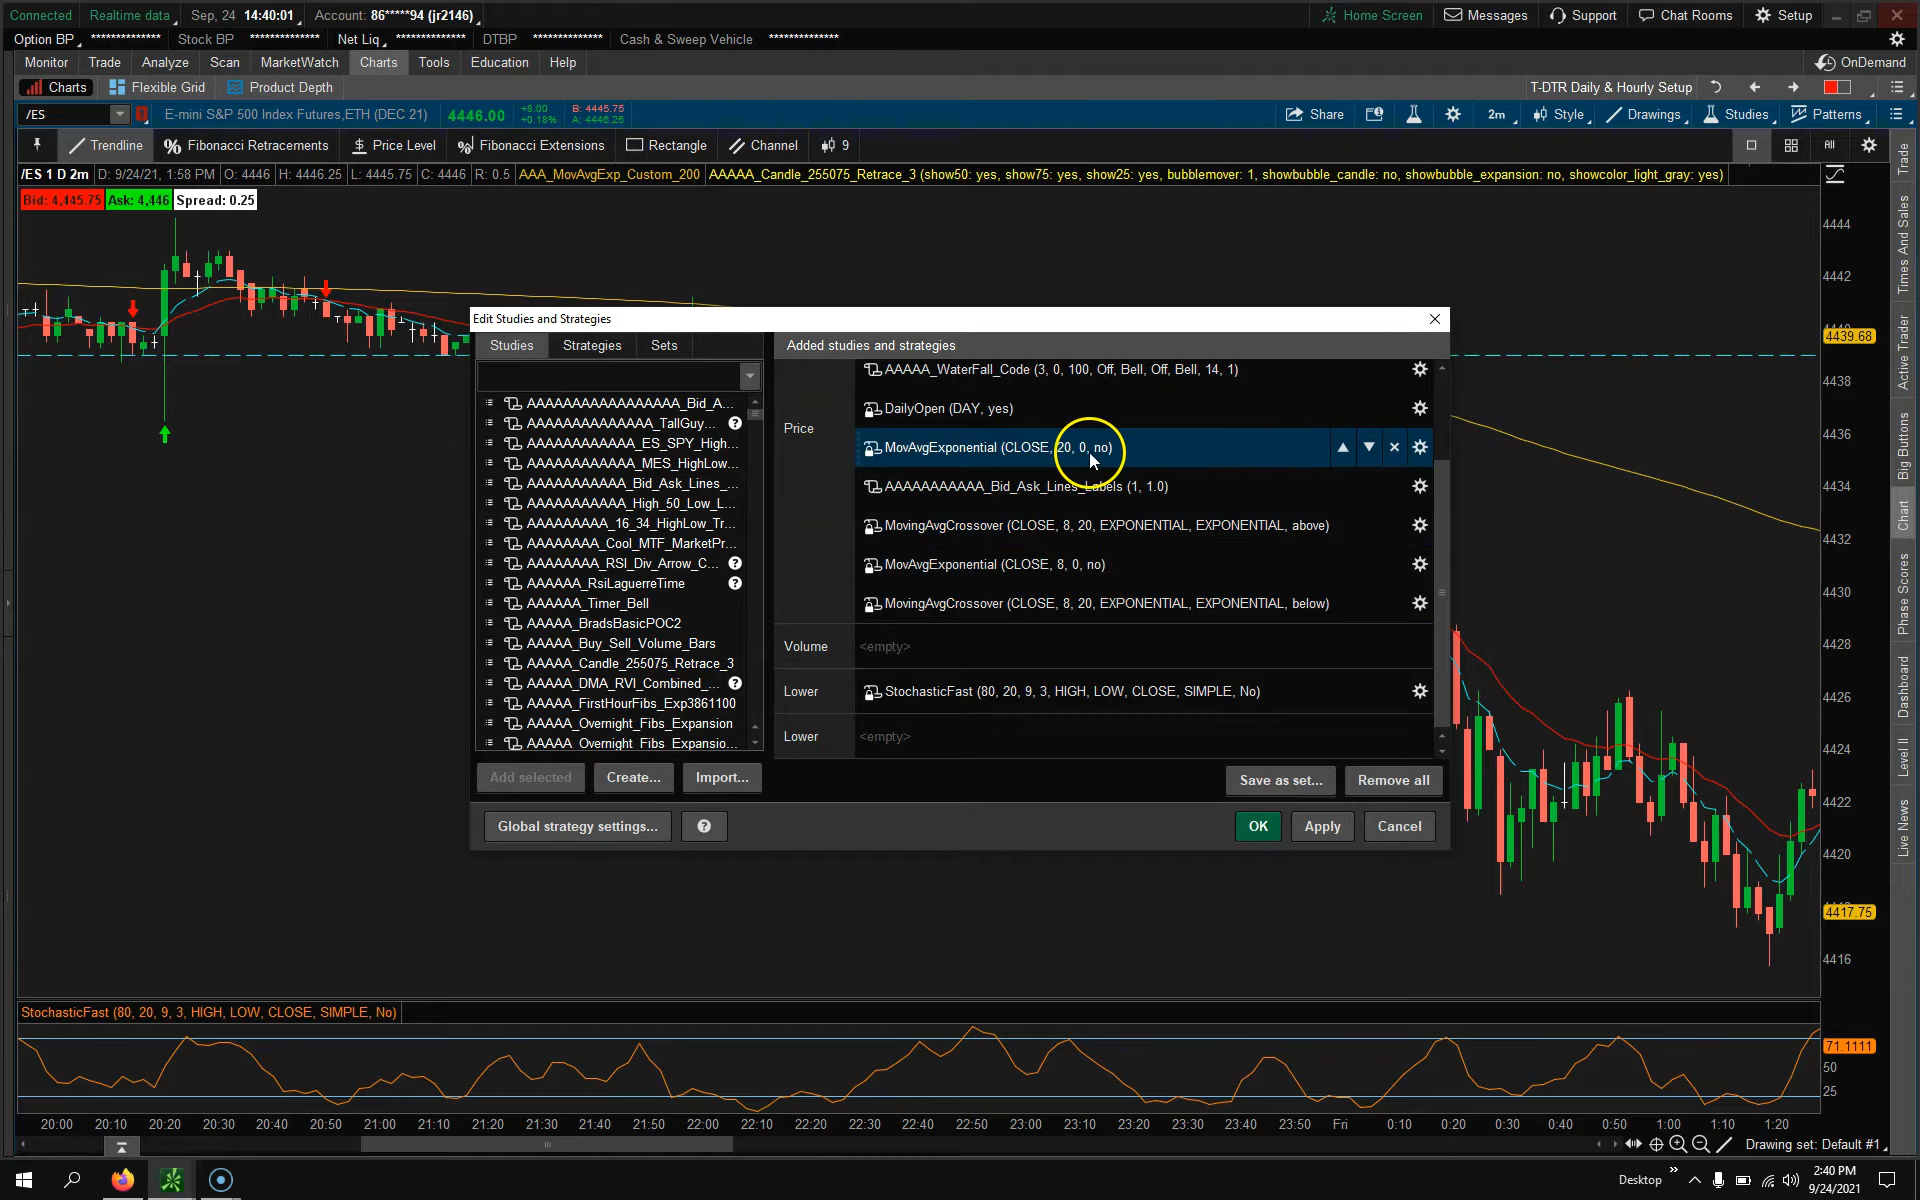 Connected Realtime data Sep, 24 14:40:01 Account: 86*****94 (jr2146) Home Screen Messages Support Chat Rooms Setup
Option BP ************** Stock BP ************** Net Liq ************** DTBP ************** Cash & Sweep Vehicle **************
Monitor Trade Analyze Scan MarketWatch Charts Tools Education Help OnDemand
Charts Flexible Grid Product Depth T-DTR Daily & Hourly Setup
/ES E-mini S&P 500 Index Futures,ETH (DEC 21) 4446.00 +8.00 +0.18% B: 4445.75 A: 4446.25 Share 2m Style Drawings Studies Patterns
Trendline Fibonacci Retracements Price Level Fibonacci Extensions Rectangle Channel 9 All
/ES 1 D 2m D: 9/24/21, 1:58 PM O: 4446 H: 4446.25 L: 4445.75 C: 4446 R: 0.5 AAA_MovAvgExp_Custom_200 AAAAA_Candle_255075_Retrace_3 (show50: yes, show75: yes, show25: yes, bubblemover: 1, showbubble_candle: no, showbubble_expansion: no, showcolor_light_gray: yes)
Bid: 4,445.75 Ask: 4,446 Spread: 0.25
4444
4442
4439.68
4438
4436
4434
4432
4430
4428
4426
4424
4422
4420
4417.75
4416
Trade
Times And Sales
Active Trader
Big Buttons
Chart
Phase Scores
Dashboard
Level II
Live News
Edit Studies and Strategies
Studies Strategies Sets
AAAAAAAAAAAAAAAAA_Bid_A...
AAAAAAAAAAAAAA_TallGuy...
AAAAAAAAAAAA_ES_SPY_High...
AAAAAAAAAAAA_MES_HighLow...
AAAAAAAAAAA_Bid_Ask_Lines_...
AAAAAAAAAAA_High_50_Low_L...
AAAAAAAAA_16_34_HighLow_Tr...
AAAAAAAA_Cool_MTF_MarketPr...
AAAAAAAA_RSI_Div_Arrow_C...
AAAAAA_RsiLaguerreTime
AAAAAA_Timer_Bell
AAAAA_BradsBasicPOC2
AAAAA_Buy_Sell_Volume_Bars
AAAAA_Candle_255075_Retrace_3
AAAAA_DMA_RVI_Combined_...
AAAAA_FirstHourFibs_Exp3861100
AAAAA_Overnight_Fibs_Expansion
AAAAA_Overnight_Fibs_Expansio...
Add selected Create... Import...
Added studies and strategies
AAAAA_WaterFall_Code (3, 0, 100, Off, Bell, Off, Bell, 14, 1)
DailyOpen (DAY, yes)
Price
MovAvgExponential (CLOSE, 20, 0, no)
AAAAAAAAAAA_Bid_Ask_Lines_Labels (1, 1.0)
MovingAvgCrossover (CLOSE, 8, 20, EXPONENTIAL, EXPONENTIAL, above)
MovAvgExponential (CLOSE, 8, 0, no)
MovingAvgCrossover (CLOSE, 8, 20, EXPONENTIAL, EXPONENTIAL, below)
Volume <empty>
Lower StochasticFast (80, 20, 9, 3, HIGH, LOW, CLOSE, SIMPLE, No)
Lower <empty>
Save as set... Remove all
Global strategy settings... ? OK Apply Cancel
StochasticFast (80, 20, 9, 3, HIGH, LOW, CLOSE, SIMPLE, No)
71.1111
50
25
20:00 20:10 20:20 20:30 20:40 20:50 21:00 21:10 21:20 21:30 21:40 21:50 22:00 22:10 22:20 22:30 22:40 22:50 23:00 23:10 23:20 23:30 23:40 23:50 Fri 0:10 0:20 0:30 0:40 0:50 1:00 1:10 1:20
Drawing set: Default #1
Desktop 2:40 PM
9/24/2021